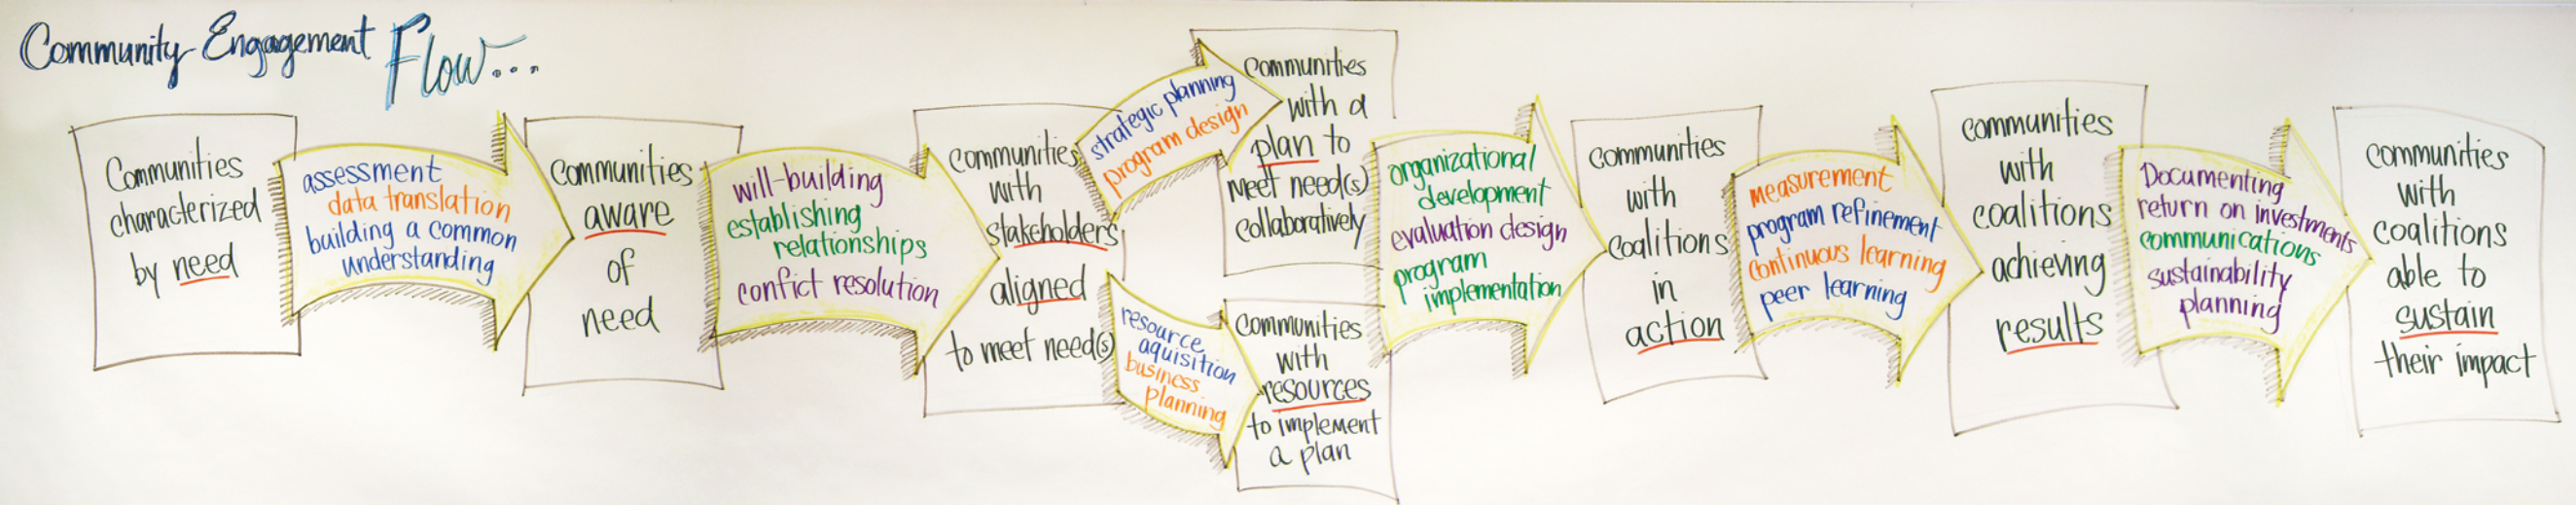 Community Engagement Flow...
Communities
characterized
by need
assessment
data translation
building a common
understanding
communities
aware
of
need
will-building
establishing
relationships
confict resolution
communities
with
stakeholders
aligned
to meet need(s)
strategic planning
program design
communities
with a
plan to
meet need(s)
collaboratively
resource
aquisition
business
planning
communities
with
resources
to implement
a plan
organizational
development
evaluation design
program
implementation
communities
with
coalitions
in
action
measurement
program refinement
continuous learning
peer learning
communities
with
coalitions
achieving
results
Documenting
return on investments
communications
sustainability
planning
communities
with
coalitions
able to
sustain
their impact